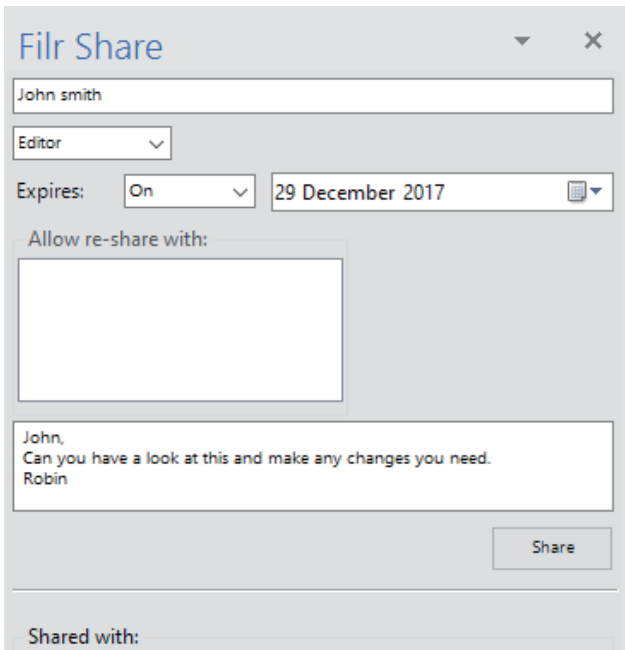 Filr Share
John smith
Editor
Expires: On 29 December 2017
Allow re-share with:
John,
Can you have a look at this and make any changes you need.
Robin
Share
Shared with: